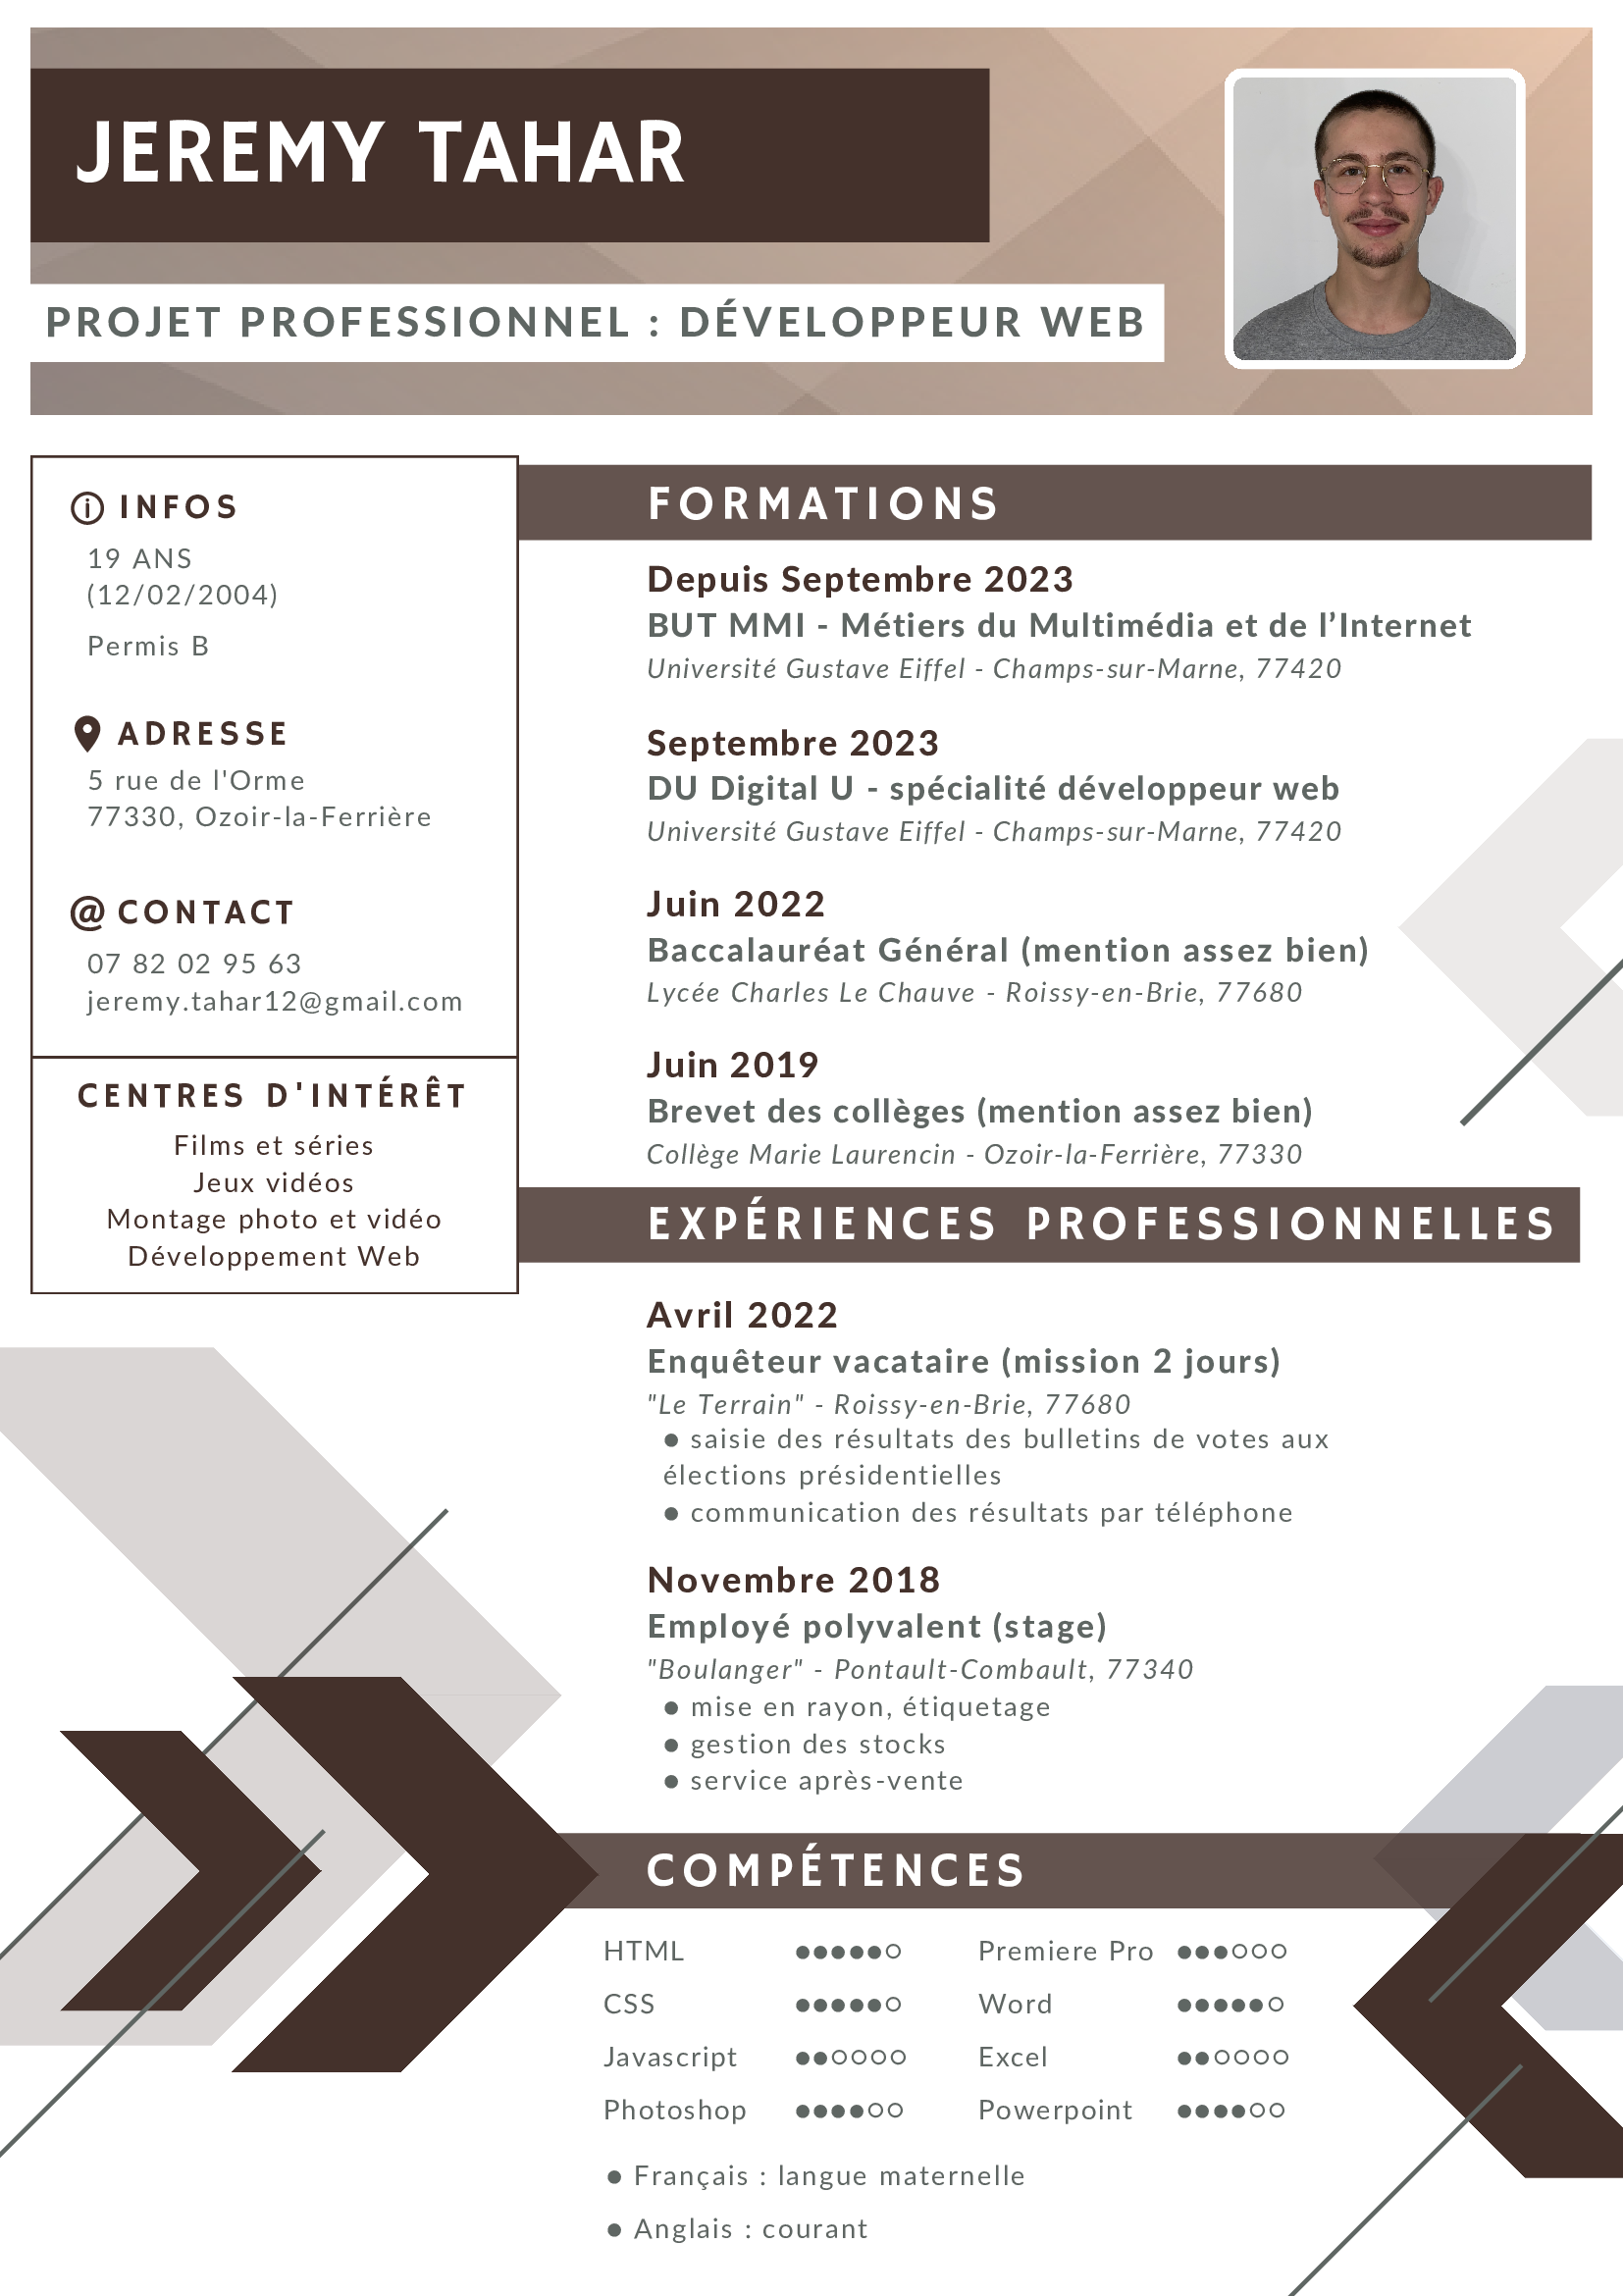 JEREMY TAHAR
PROJET PROFESSIONNEL : DÉVELOPPEUR WEB
INFOS
19 ANS
(12/02/2004)
Permis B
ADRESSE
5 rue de l'Orme
77330, Ozoir-la-Ferrière
@ CONTACT
07 82 02 95 63
jeremy.tahar12@gmail.com
CENTRES D'INTÉRÊT
Films et séries
Jeux vidéos
Montage photo et vidéo
Développement Web
FORMATIONS
Depuis Septembre 2023
BUT MMI - Métiers du Multimédia et de l’Internet
Université Gustave Eiffel - Champs-sur-Marne, 77420
Septembre 2023
DU Digital U - spécialité développeur web
Université Gustave Eiffel - Champs-sur-Marne, 77420
Juin 2022
Baccalauréat Général (mention assez bien)
Lycée Charles Le Chauve - Roissy-en-Brie, 77680
Juin 2019
Brevet des collèges (mention assez bien)
Collège Marie Laurencin - Ozoir-la-Ferrière, 77330
EXPÉRIENCES PROFESSIONNELLES
Avril 2022
Enquêteur vacataire (mission 2 jours)
"Le Terrain" - Roissy-en-Brie, 77680
● saisie des résultats des bulletins de votes aux
élections présidentielles
● communication des résultats par téléphone
Novembre 2018
Employé polyvalent (stage)
"Boulanger" - Pontault-Combault, 77340
● mise en rayon, étiquetage
● gestion des stocks
● service après-vente
COMPÉTENCES
HTML ●●●●●○ Premiere Pro ●●●○○○
CSS ●●●●●○ Word ●●●●●○
Javascript ●●○○○○ Excel ●●○○○○
Photoshop ●●●●○○ Powerpoint ●●●●○○
● Français : langue maternelle
● Anglais : courant